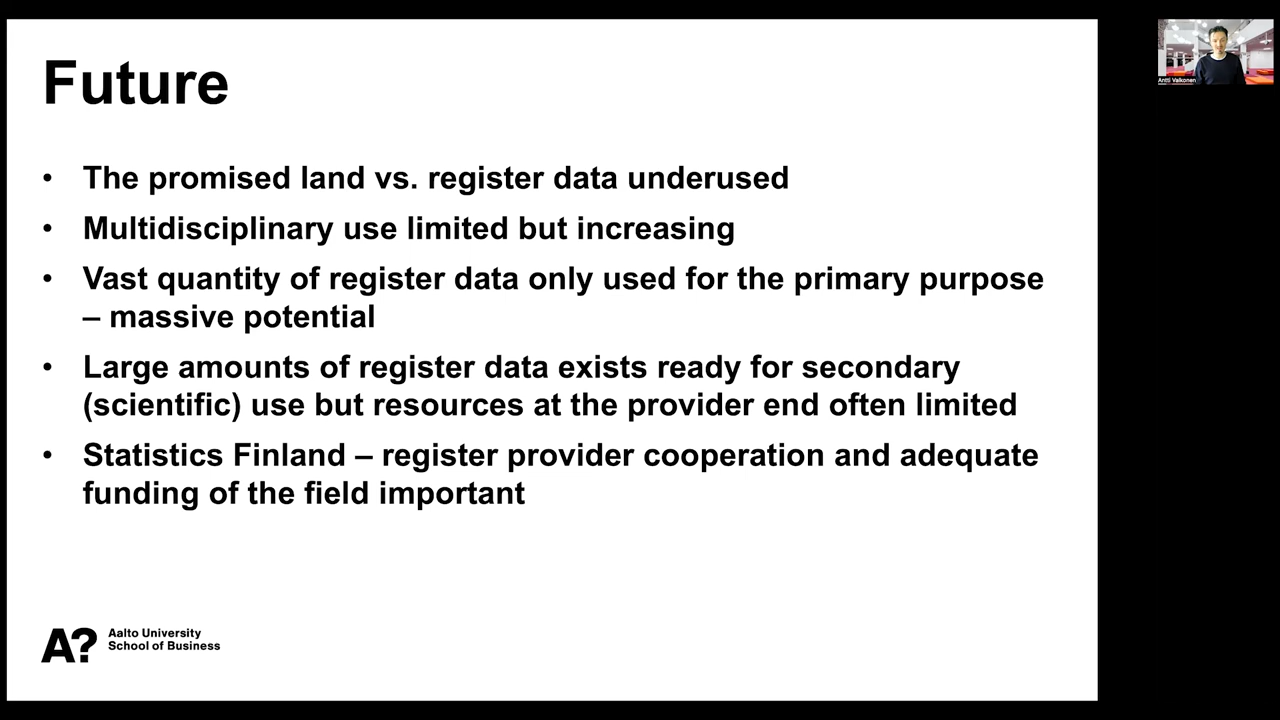 Future
• The promised land vs. register data underused
• Multidisciplinary use limited but increasing
• Vast quantity of register data only used for the primary purpose
– massive potential
• Large amounts of register data exists ready for secondary
(scientific) use but resources at the provider end often limited
• Statistics Finland – register provider cooperation and adequate
funding of the field important
A?
Aalto University
School of Business
Antti Valkonen